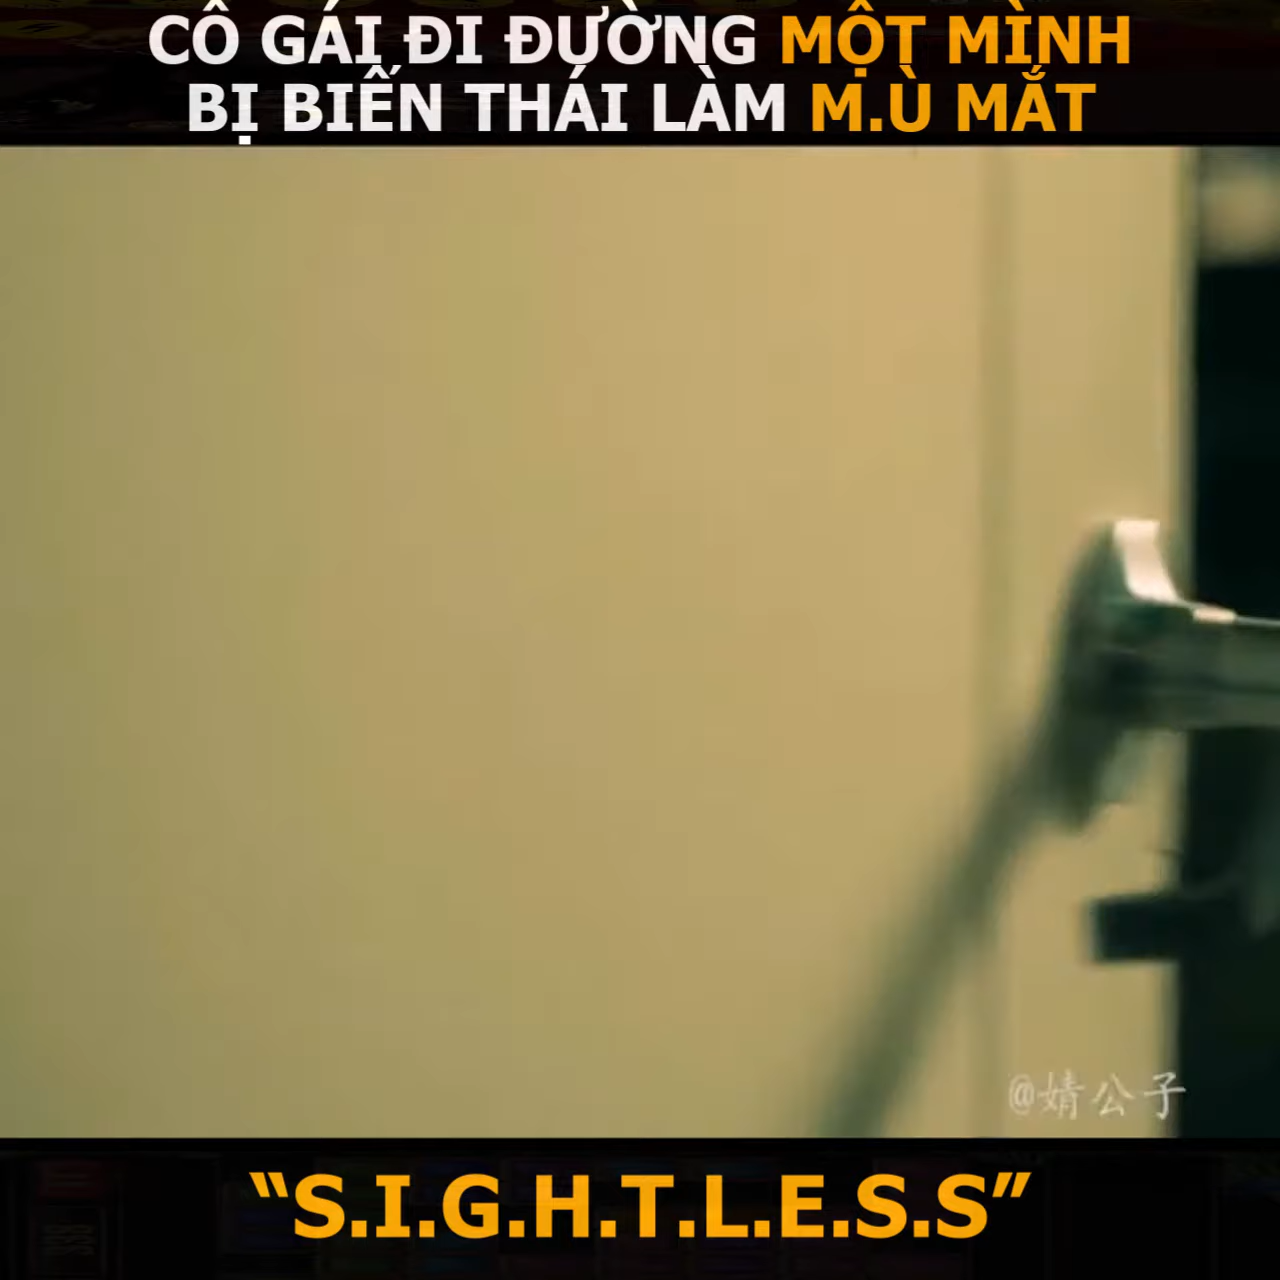 CÔ GÁI ĐI ĐƯỜNG MỘT MÌNH
BỊ BIẾN THÁI LÀM M.Ù MẮT
@婧公子
“S.I.G.H.T.L.E.S.S”